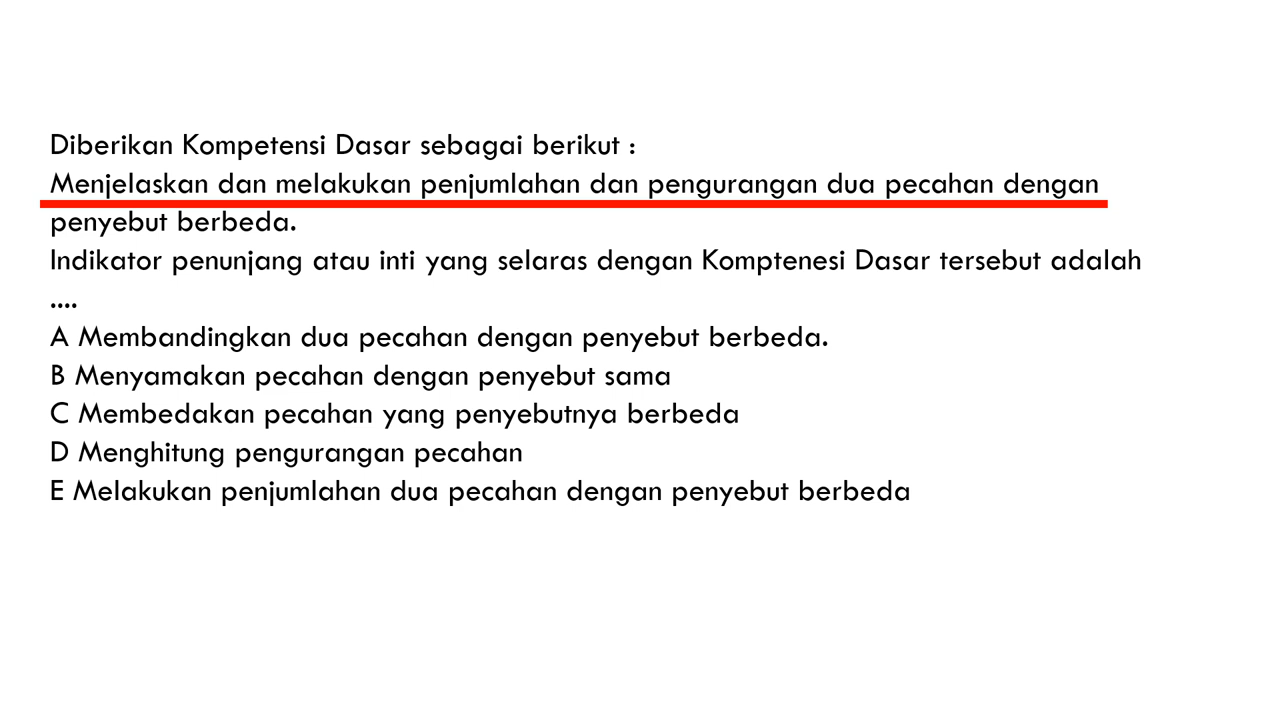 Diberikan Kompetensi Dasar sebagai berikut :
Menjelaskan dan melakukan penjumlahan dan pengurangan dua pecahan dengan
penyebut berbeda.
Indikator penunjang atau inti yang selaras dengan Komptenesi Dasar tersebut adalah
....
A Membandingkan dua pecahan dengan penyebut berbeda.
B Menyamakan pecahan dengan penyebut sama
C Membedakan pecahan yang penyebutnya berbeda
D Menghitung pengurangan pecahan
E Melakukan penjumlahan dua pecahan dengan penyebut berbeda